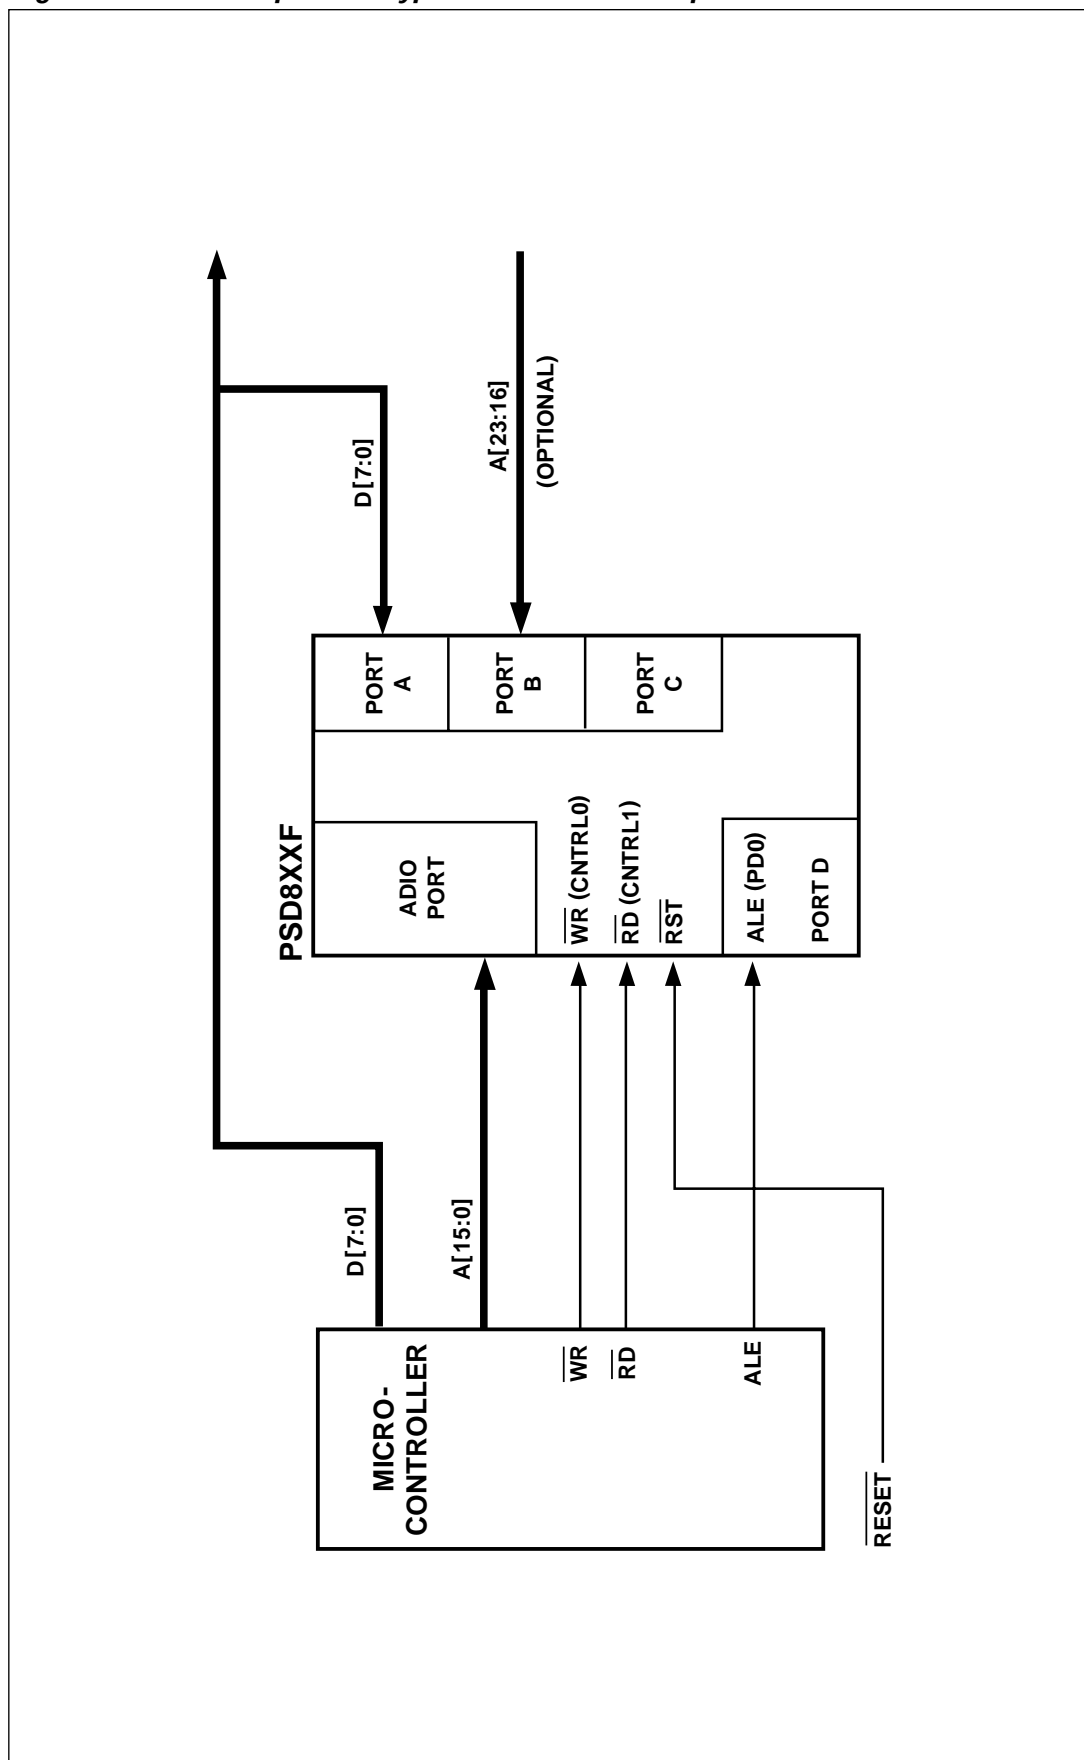 D[7:0]
A[15:0]
D[7:0]
A[23:16]
(OPTIONAL)
PSD8XXF
MICRO-
CONTROLLER
WR
RD
ALE
RESET
ADIO
PORT
WR (CNTRL0)
RD (CNTRL1)
RST
ALE (PD0)
PORT D
PORT
A
PORT
B
PORT
C